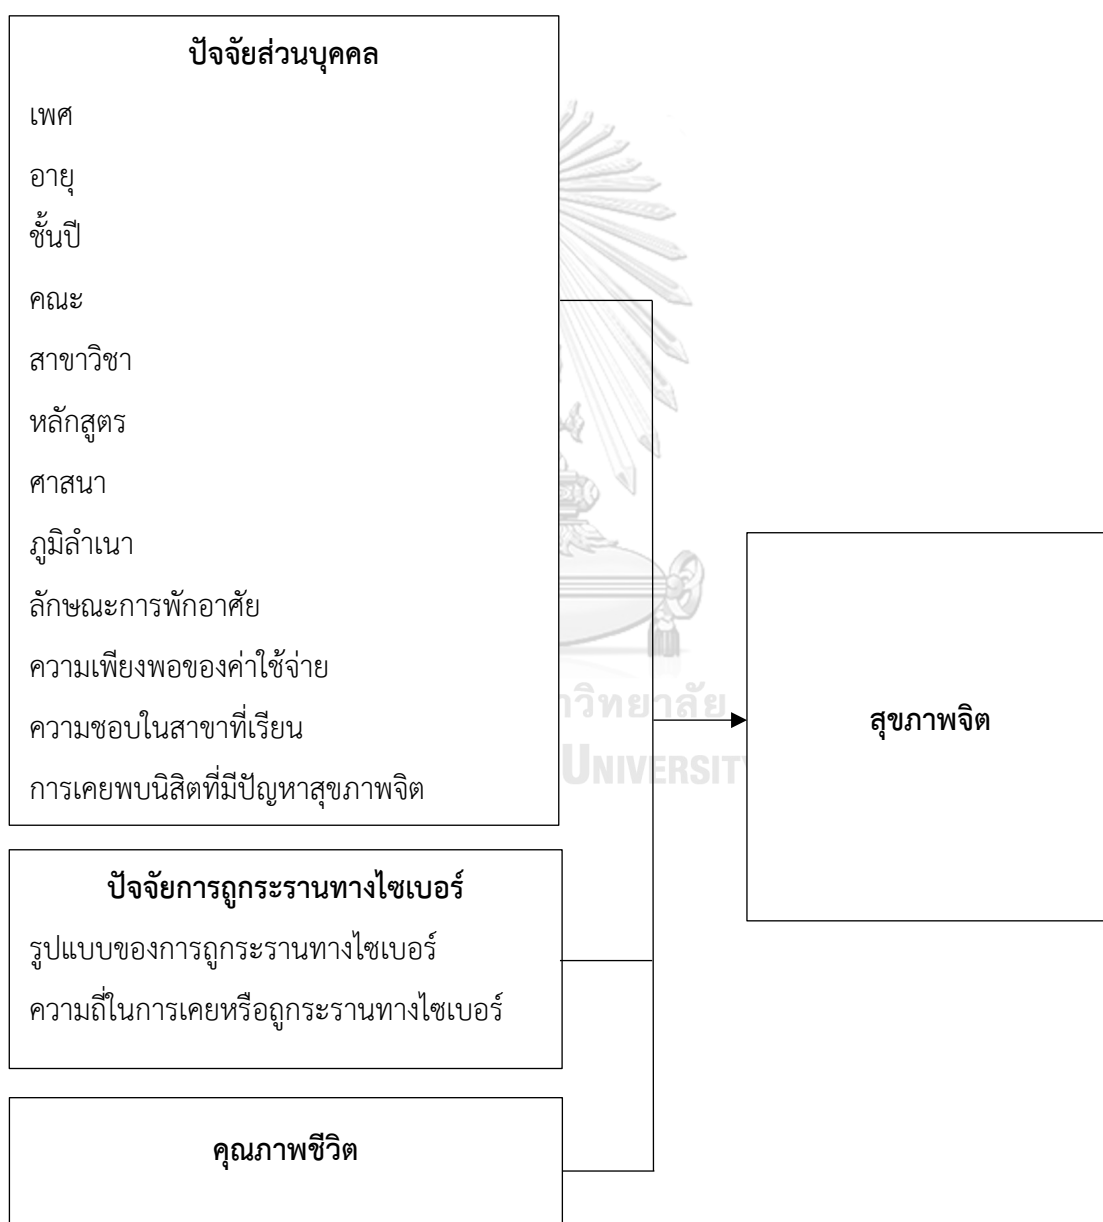 ปัจจัยส่วนบุคคล
เพศ
อายุ
ชั้นปี
คณะ
สาขาวิชา
หลักสูตร
ศาสนา
ภูมิลำเนา
ลักษณะการพักอาศัย
ความเพียงพอของค่าใช้จ่าย
ความชอบในสาขาที่เรียน
การเคยพบนิสิตที่มีปัญหาสุขภาพจิต
ปัจจัยการถูกระรานทางไซเบอร์
รูปแบบของการถูกระรานทางไซเบอร์
ความถี่ในการเคยหรือถูกระรานทางไซเบอร์
คุณภาพชีวิต
สุขภาพจิต
าวิทยาลัย
UNIVERSIT